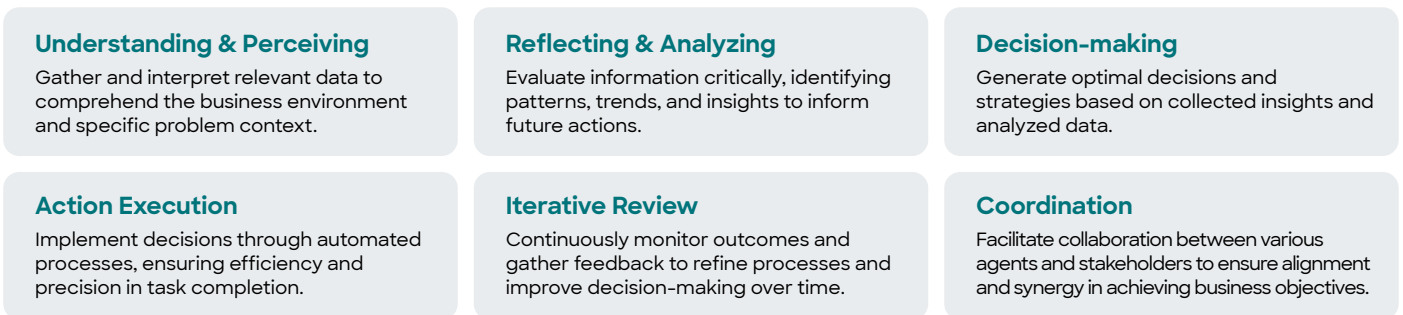 Understanding & Perceiving
Gather and interpret relevant data to
comprehend the business environment
and specific problem context.
Reflecting & Analyzing
Evaluate information critically, identifying
patterns, trends, and insights to inform
future actions.
Decision-making
Generate optimal decisions and
strategies based on collected insights and
analyzed data.
Action Execution
Implement decisions through automated
processes, ensuring efficiency and
precision in task completion.
Iterative Review
Continuously monitor outcomes and
gather feedback to refine processes and
improve decision-making over time.
Coordination
Facilitate collaboration between various
agents and stakeholders to ensure alignment
and synergy in achieving business objectives.